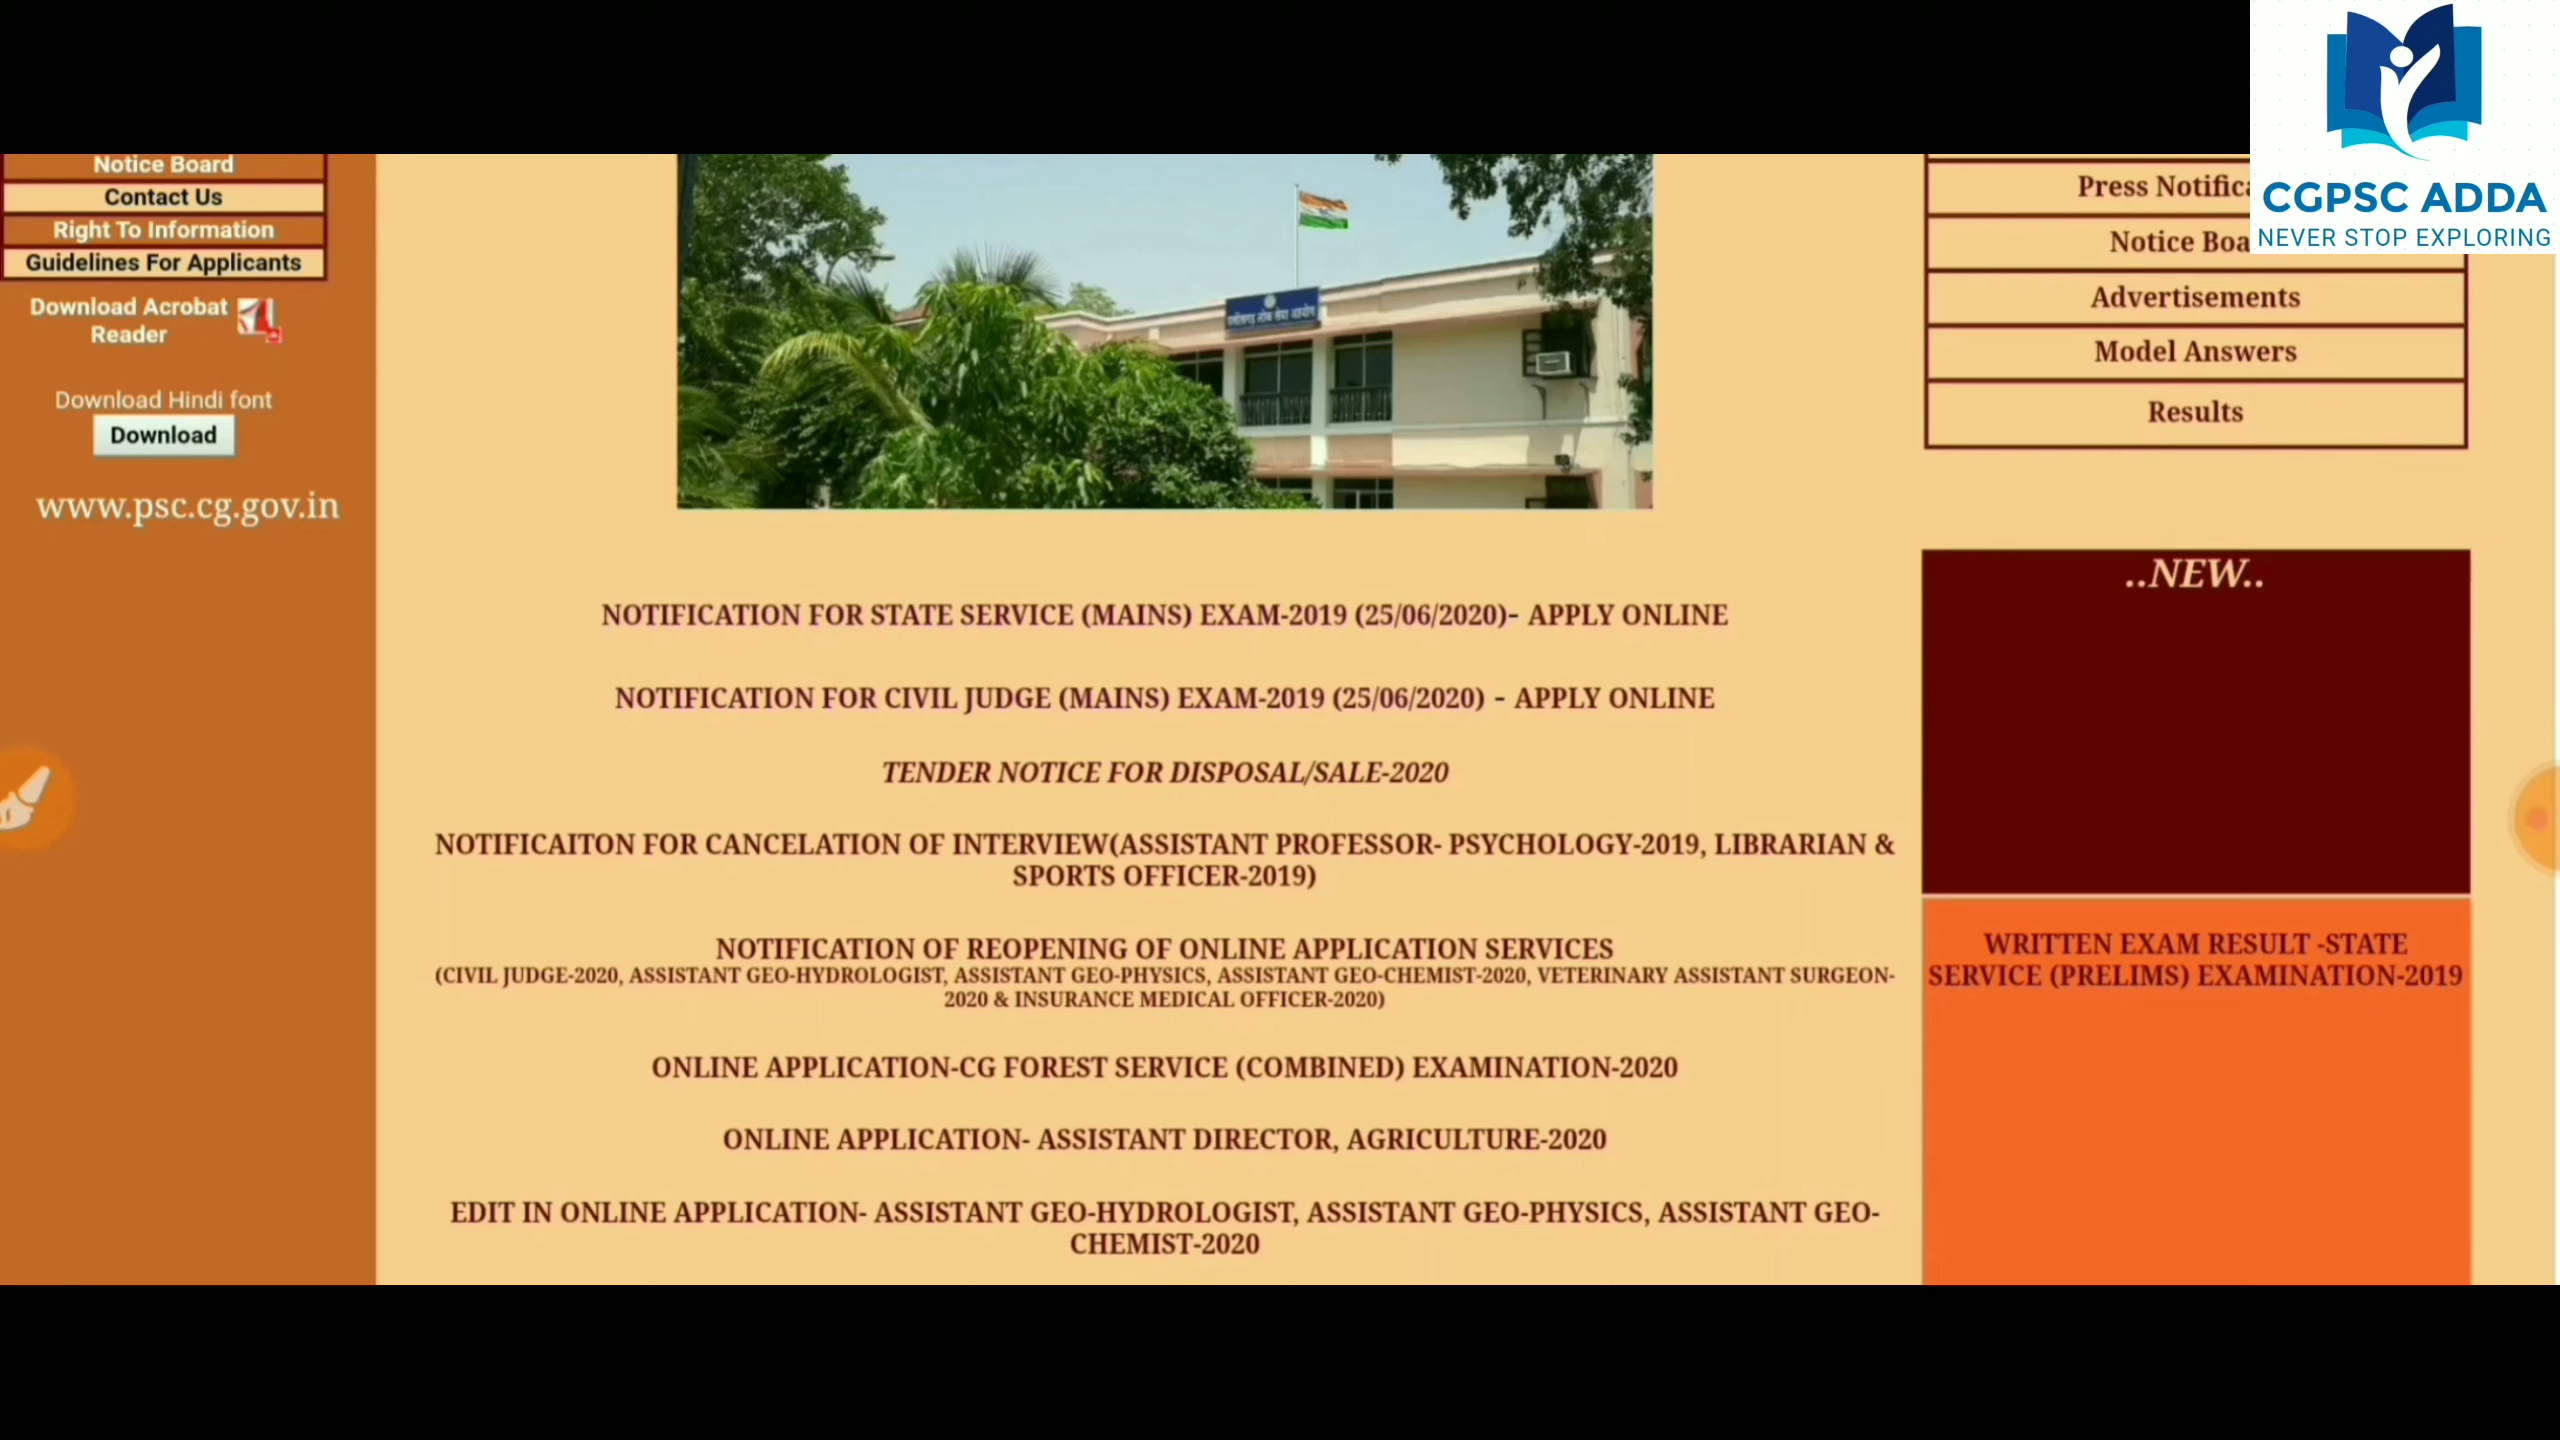 Notice Board
Contact Us
Right To Information
Guidelines For Applicants
Download Acrobat
Reader
Download Hindi font
Download
www.psc.cg.gov.in
छत्तीसगढ़ लोक सेवा आयोग
NOTIFICATION FOR STATE SERVICE (MAINS) EXAM-2019 (25/06/2020)- APPLY ONLINE
NOTIFICATION FOR CIVIL JUDGE (MAINS) EXAM-2019 (25/06/2020) - APPLY ONLINE
TENDER NOTICE FOR DISPOSAL/SALE-2020
NOTIFICAITON FOR CANCELATION OF INTERVIEW(ASSISTANT PROFESSOR- PSYCHOLOGY-2019, LIBRARIAN &
SPORTS OFFICER-2019)
NOTIFICATION OF REOPENING OF ONLINE APPLICATION SERVICES
(CIVIL JUDGE-2020, ASSISTANT GEO-HYDROLOGIST, ASSISTANT GEO-PHYSICS, ASSISTANT GEO-CHEMIST-2020, VETERINARY ASSISTANT SURGEON-
2020 & INSURANCE MEDICAL OFFICER-2020)
ONLINE APPLICATION-CG FOREST SERVICE (COMBINED) EXAMINATION-2020
ONLINE APPLICATION- ASSISTANT DIRECTOR, AGRICULTURE-2020
EDIT IN ONLINE APPLICATION- ASSISTANT GEO-HYDROLOGIST, ASSISTANT GEO-PHYSICS, ASSISTANT GEO-
CHEMIST-2020
CGPSC ADDA
NEVER STOP EXPLORING
Press Notifica
Notice Boa
Advertisements
Model Answers
Results
..NEW..
WRITTEN EXAM RESULT -STATE
SERVICE (PRELIMS) EXAMINATION-2019